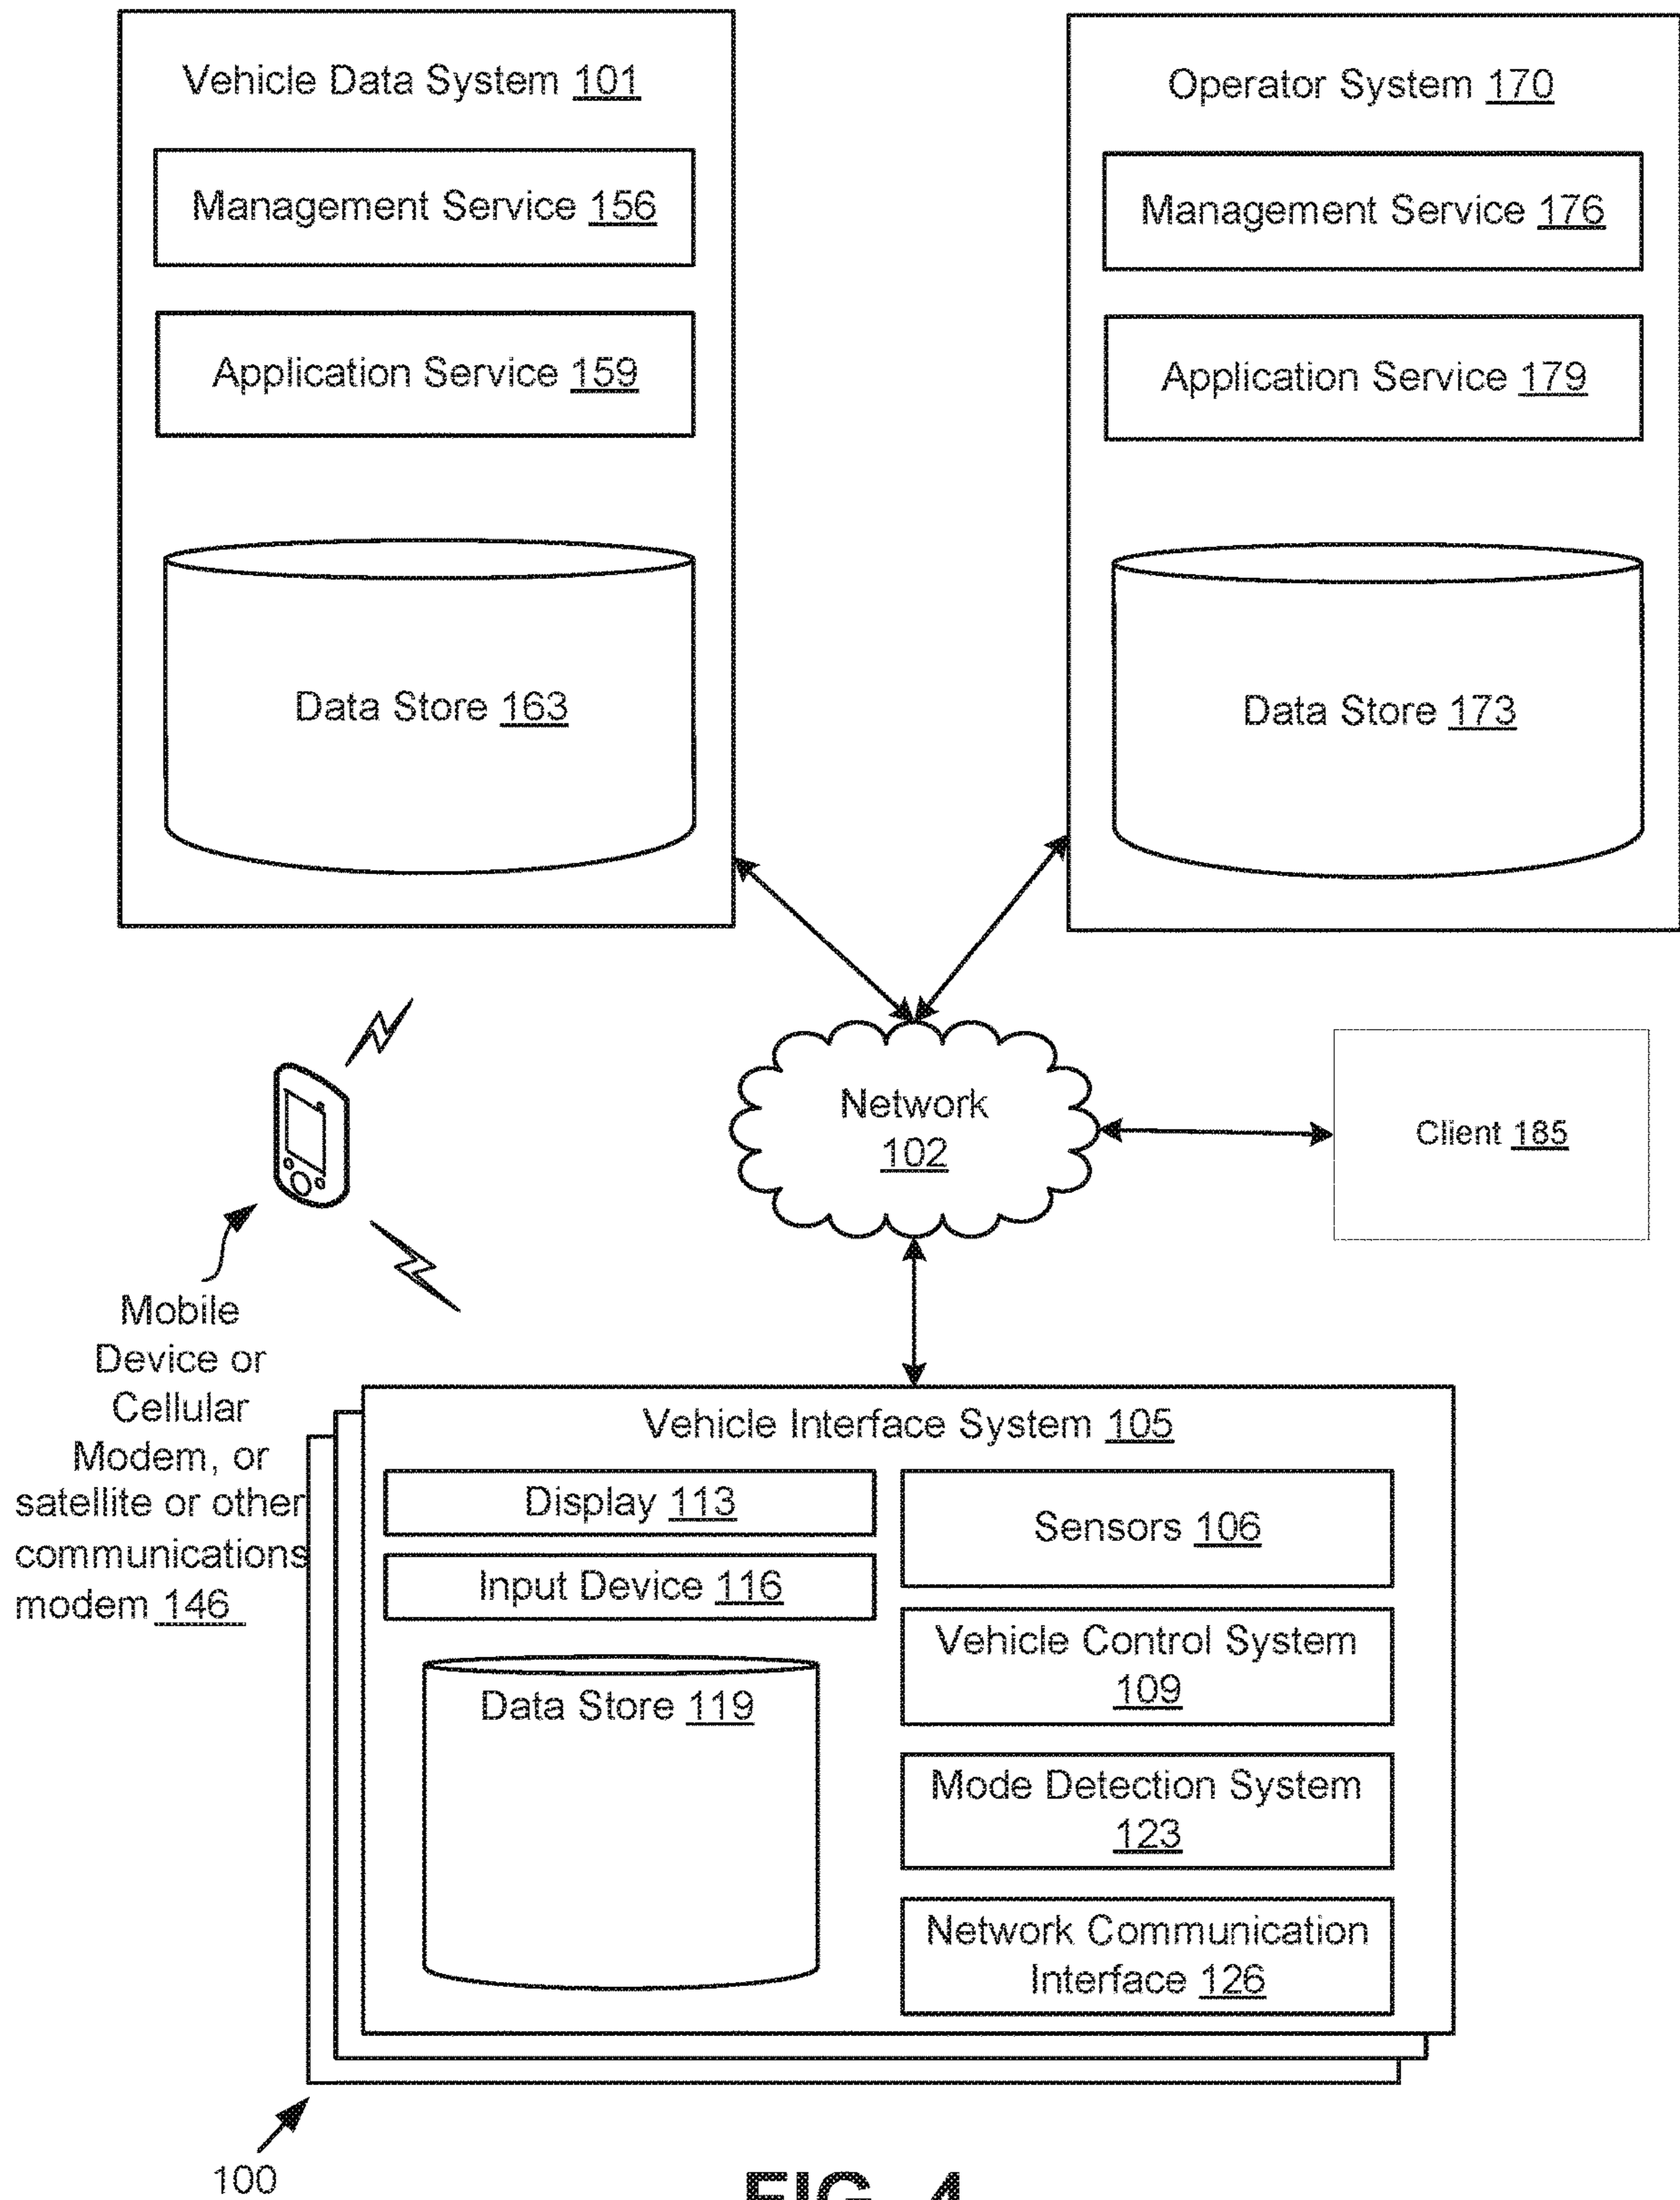 Vehicle Data System 101
Management Service 156
Application Service 159
Data Store 163
Operator System 170
Management Service 176
Application Service 179
Data Store 173
Network
102
Client 185
Mobile
Device or
Cellular
Modem, or
satellite or other
communications
modem 146
Vehicle Interface System 105
Display 113
Input Device 116
Data Store 119
Sensors 106
Vehicle Control System
109
Mode Detection System
123
Network Communication
Interface 126
100
FIG. 4